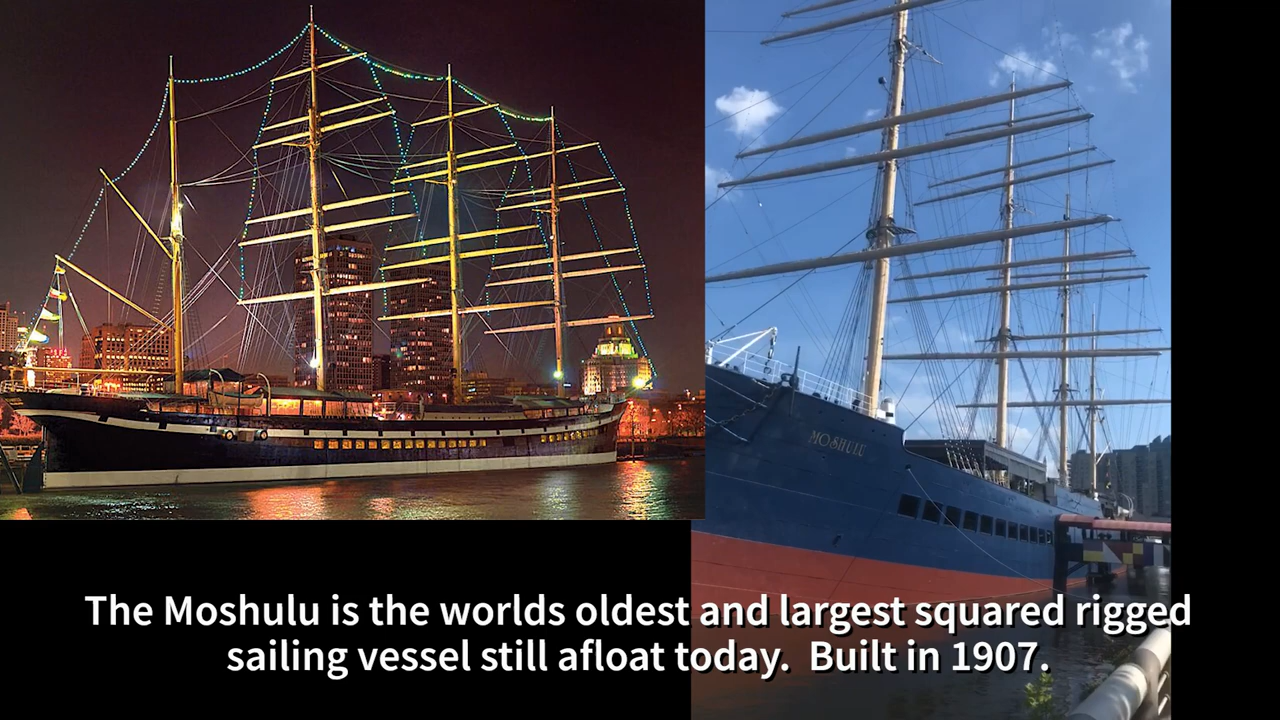 MOSHULU
The Moshulu is the worlds oldest and largest squared rigged
sailing vessel still afloat today.  Built in 1907.